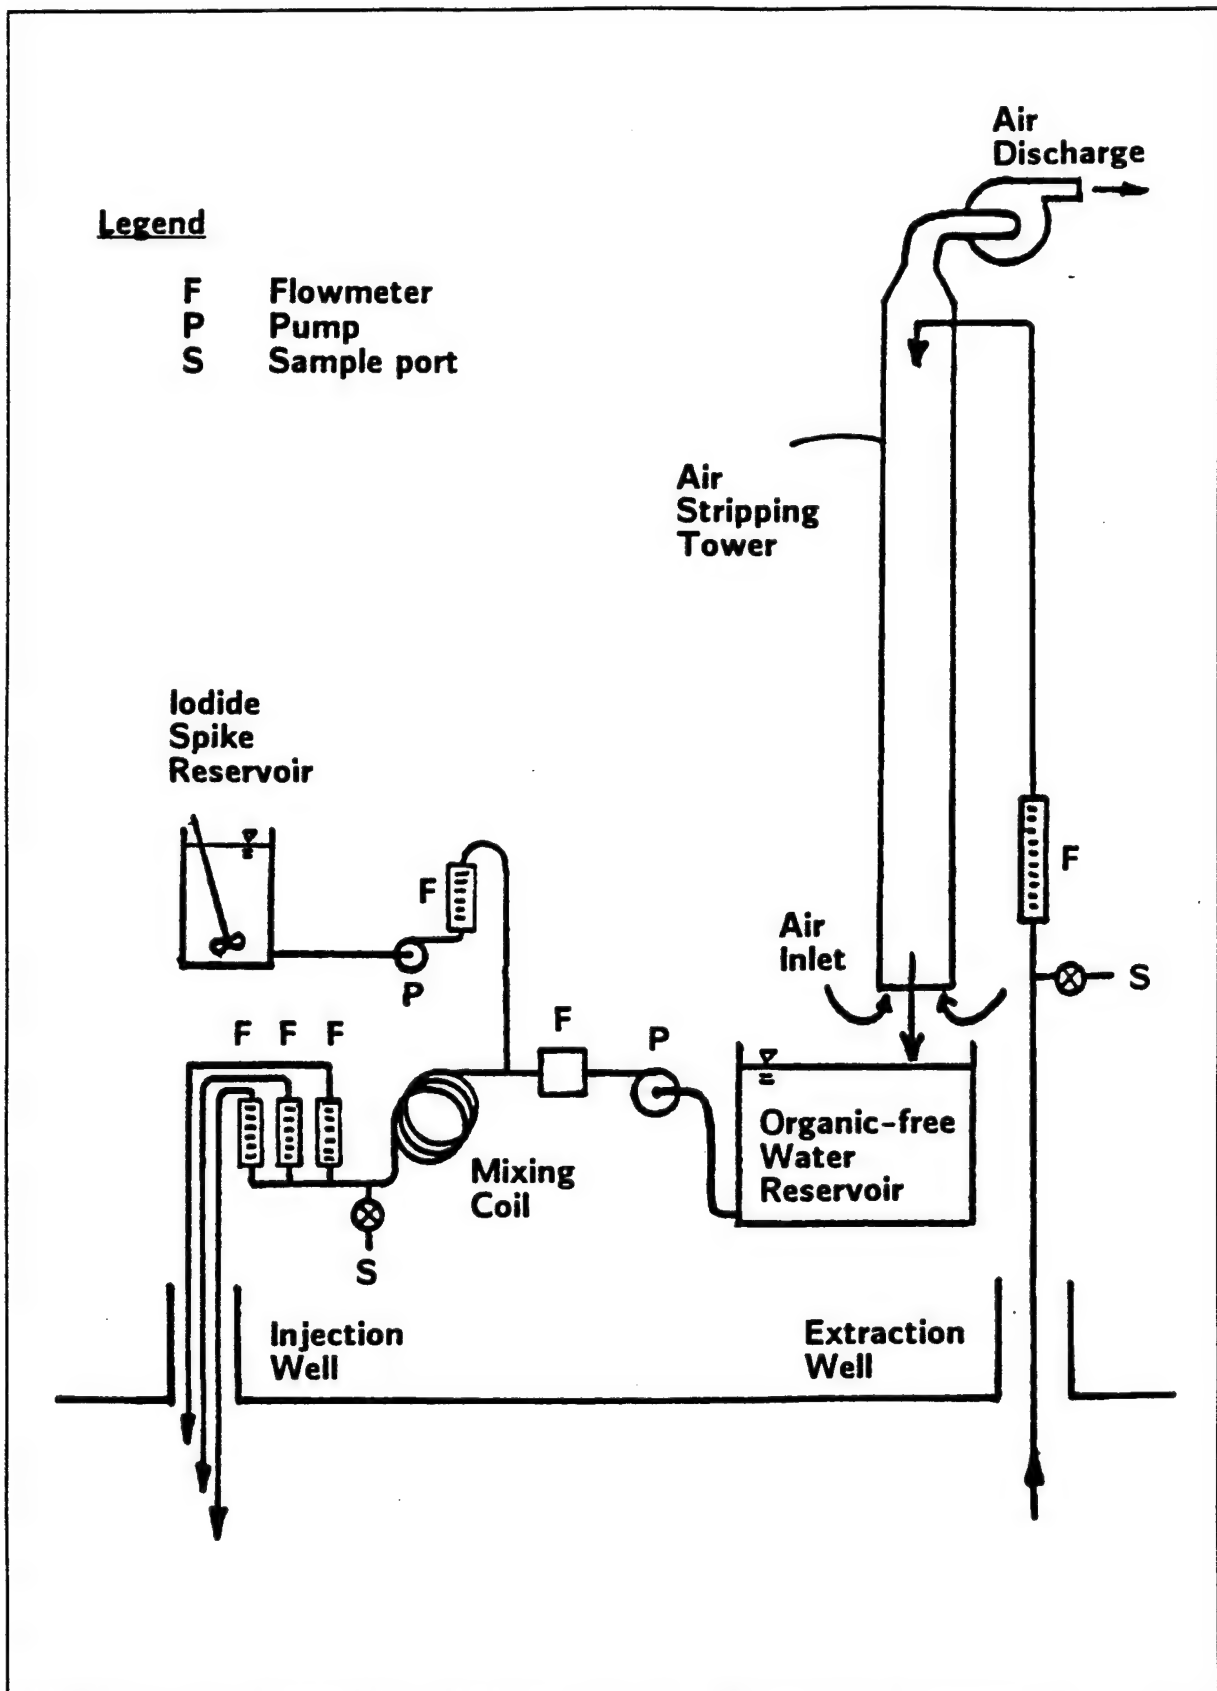 Air
Discharge
Legend
F Flowmeter
P Pump
S Sample port
Air
Stripping
Tower
Iodide
Spike
Reservoir
F
F
Air
Inlet
P
S
F F F
F
P
Organic-free
Water
Reservoir
Mixing
Coil
S
Injection
Well
Extraction
Well